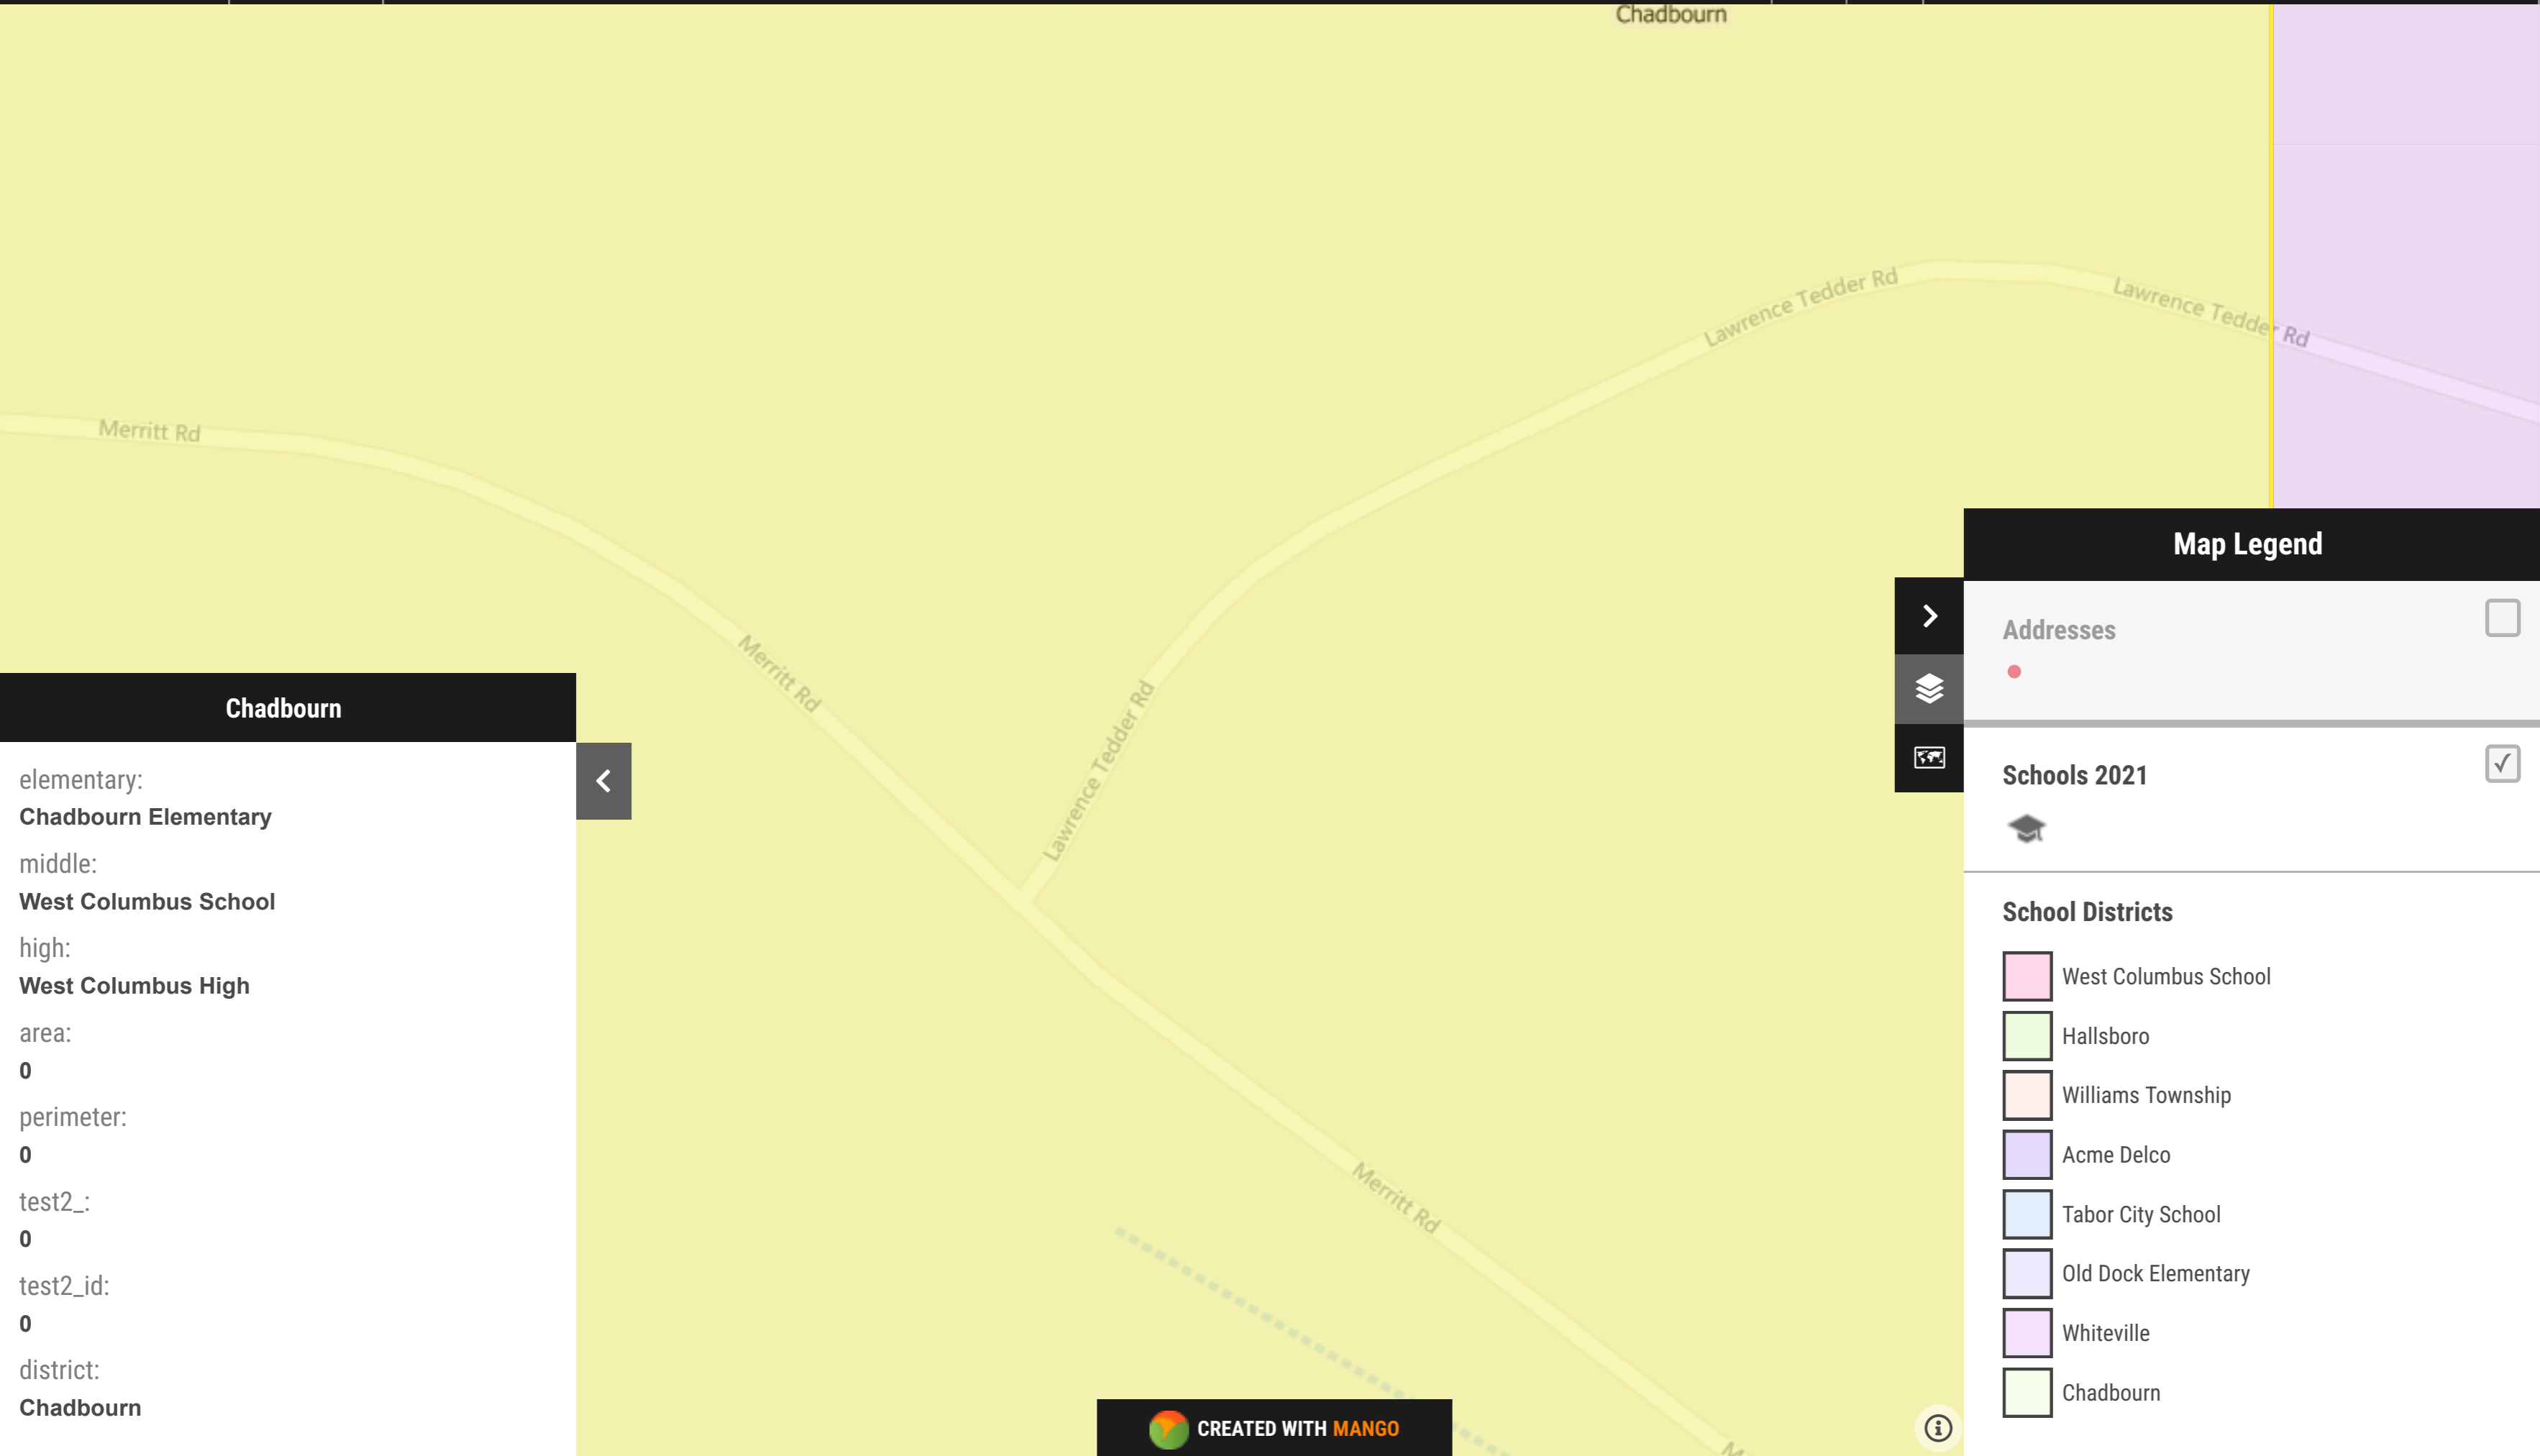 Chadbourn
Lawrence Tedder Rd
Lawrence Tedder Rd
Merritt Rd
Merritt Rd
Lawrence Tedder Rd
Merritt Rd
Chadbourn
elementary:
Chadbourn Elementary
middle:
West Columbus School
high:
West Columbus High
area:
0
perimeter:
0
test2_:
0
test2_id:
0
district:
Chadbourn
CREATED WITH MANGO
Map Legend
Addresses
Schools 2021
School Districts
West Columbus School
Hallsboro
Williams Township
Acme Delco
Tabor City School
Old Dock Elementary
Whiteville
Chadbourn